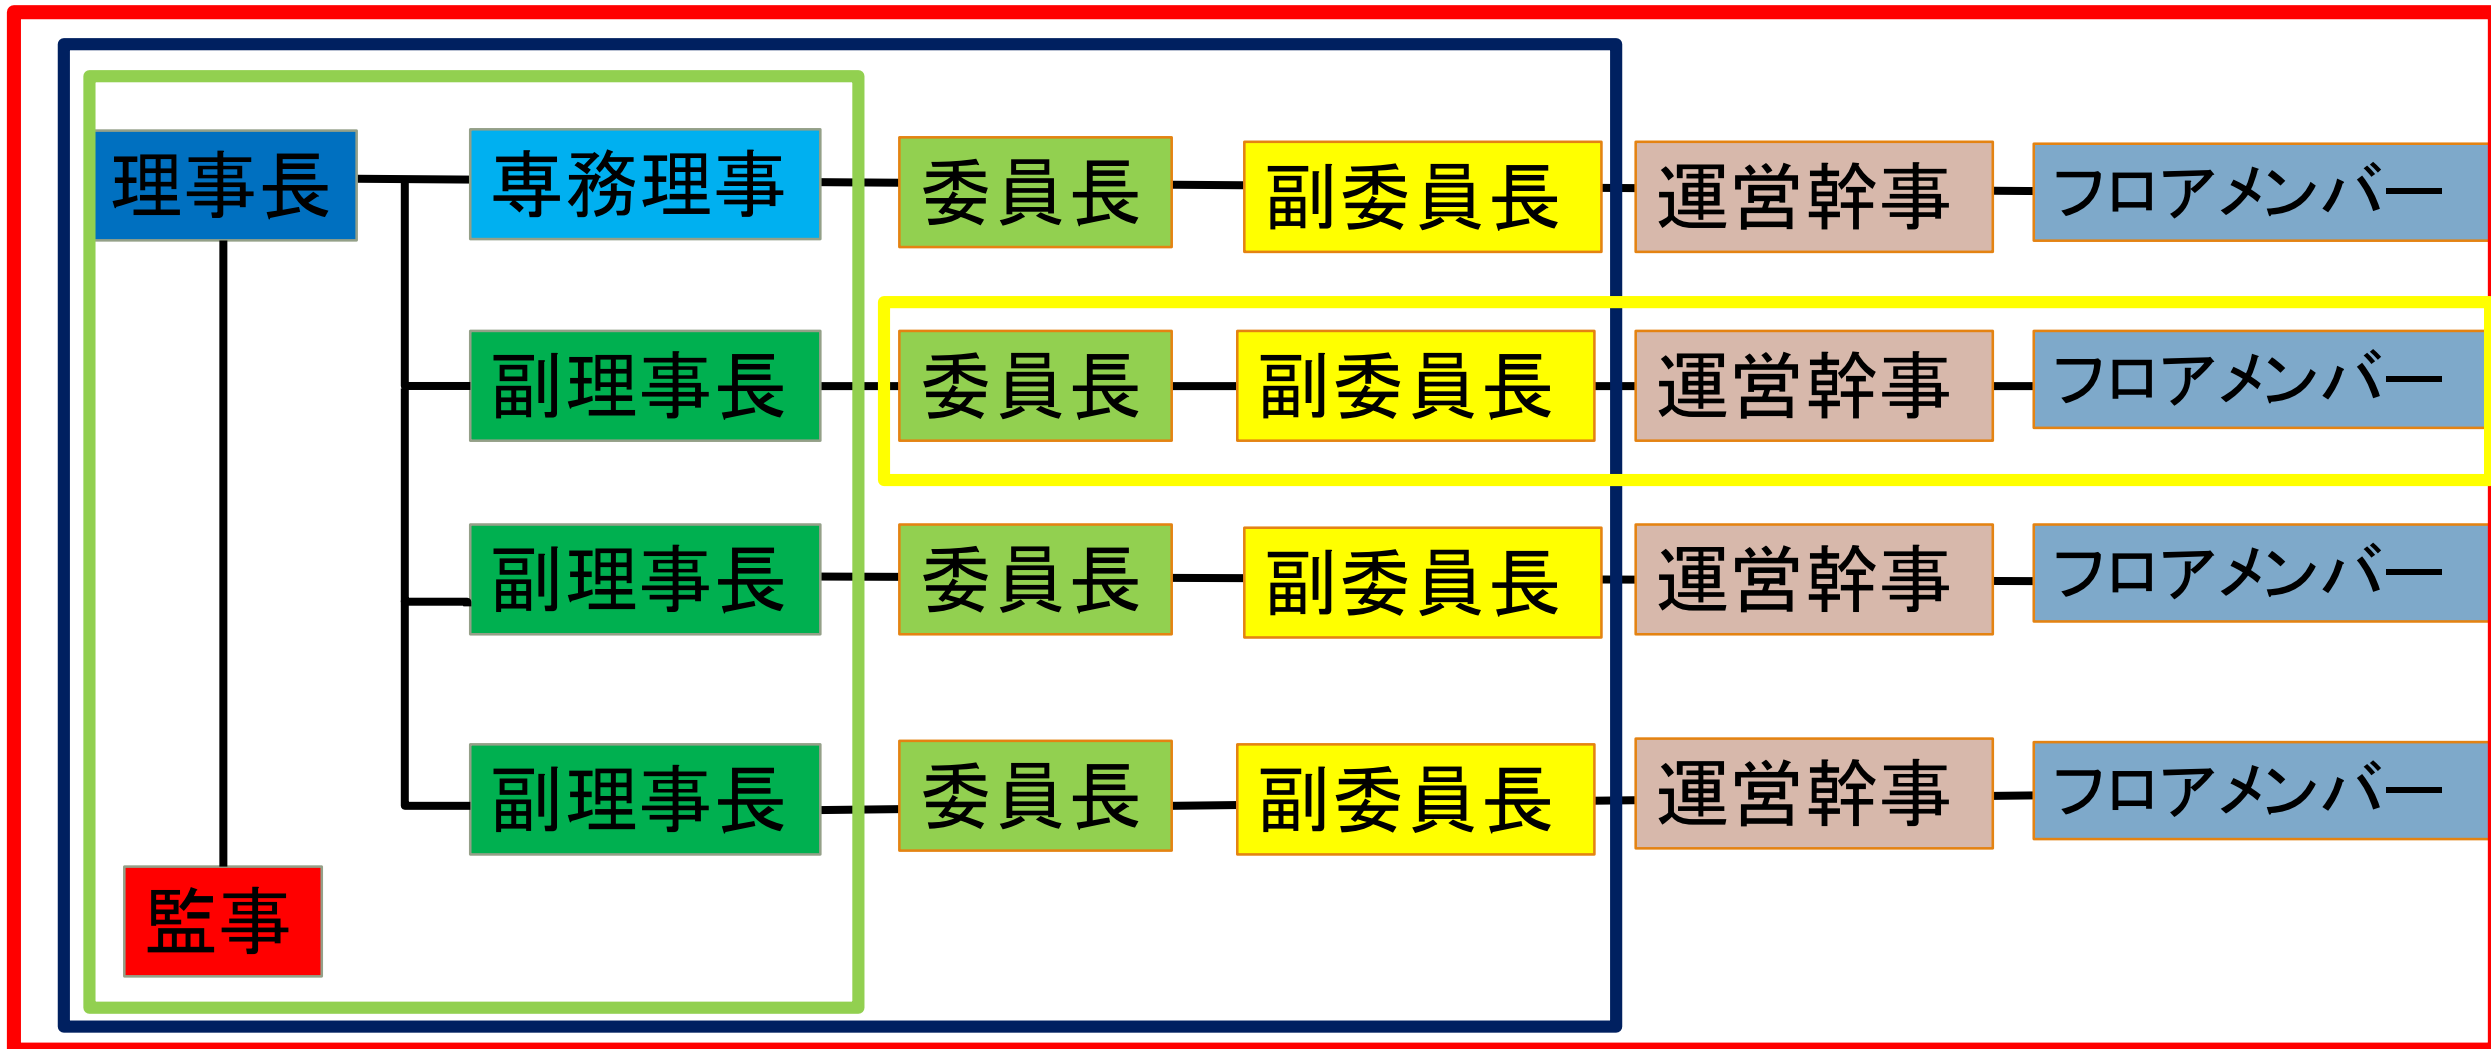 理事長 専務理事 委員長 副委員長 運営幹事 フロアメンバー
副理事長 委員長 副委員長 運営幹事 フロアメンバー
副理事長 委員長 副委員長 運営幹事 フロアメンバー
副理事長 委員長 副委員長 運営幹事 フロアメンバー
監事